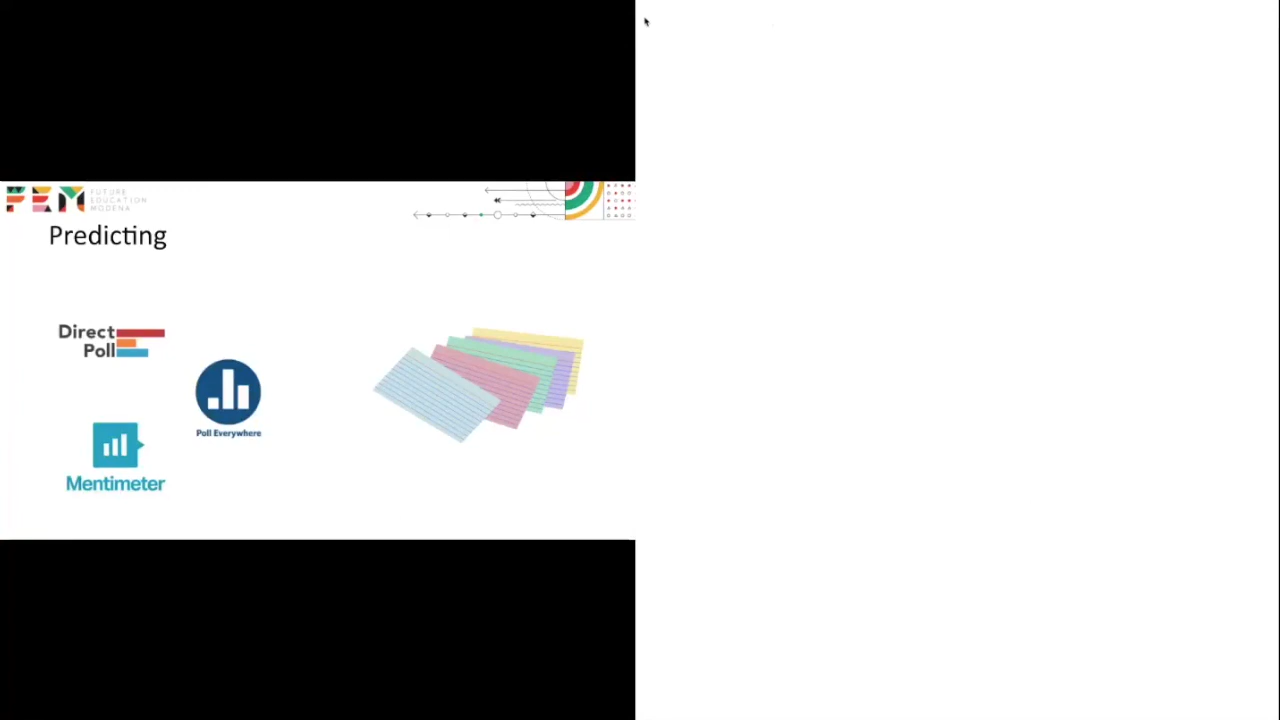 FEM FUTURE
EDUCATION
MODENA
Predicting
Direct
Poll
Poll Everywhere
Mentimeter